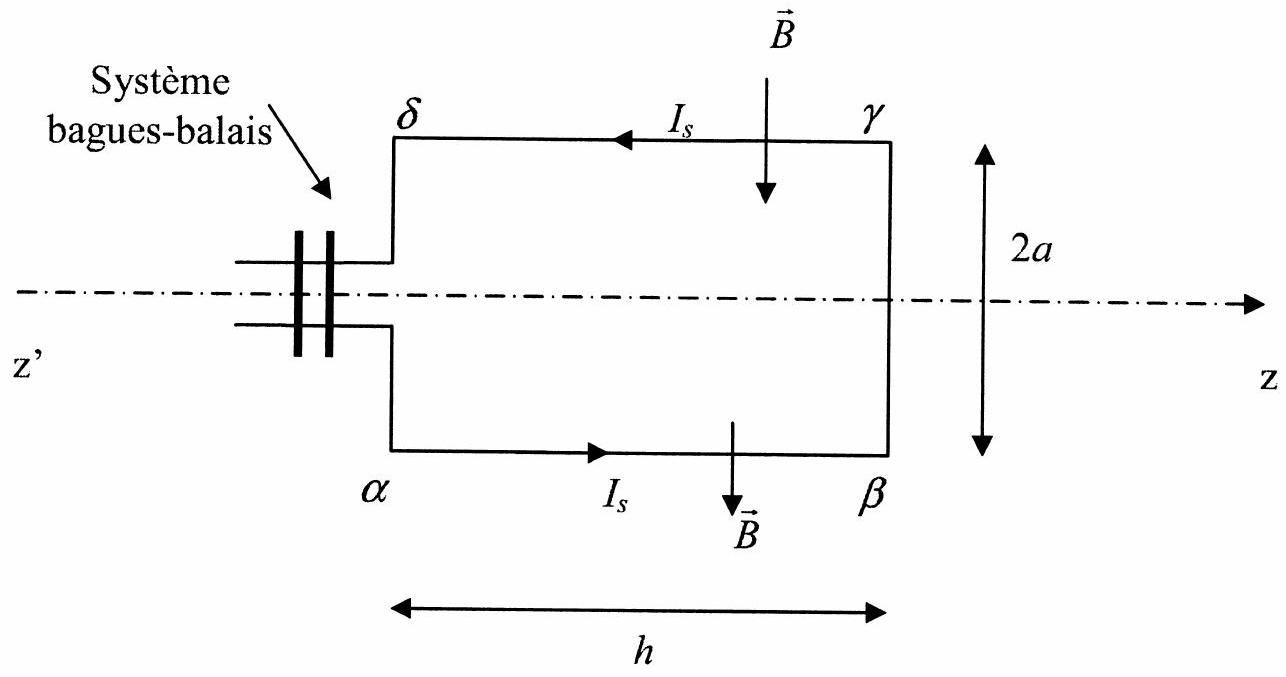 B⃗
Système
bagues-balais
δ
I_s
γ
2a
z’
z
α
I_s
β
B⃗
h